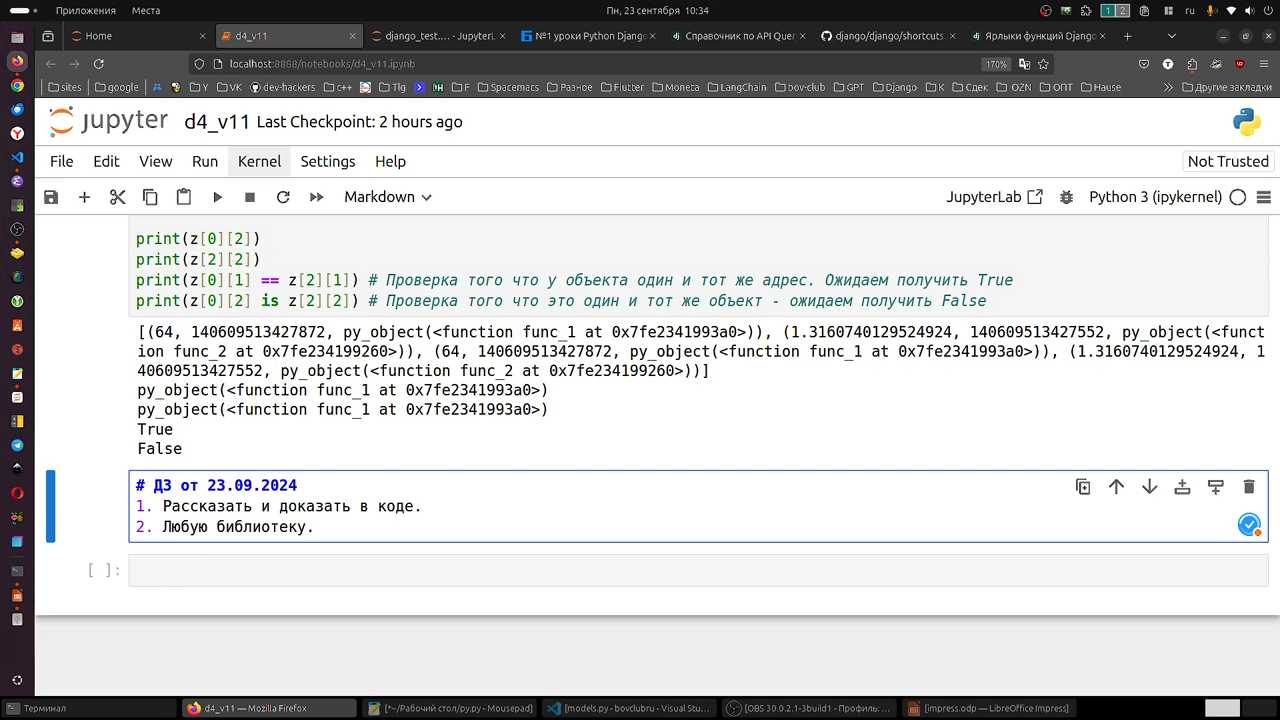 Приложения Места Пн, 23 сентября 10:34 1 2 ru
Home d4_v11 django_test.... - JupyterL №1 уроки Python Django Справочник по API Quer django/django/shortcuts. Ярлыки функций Django
localhost:8888/notebooks/d4_v11.ipynb 170%
sites google Y VK dev-hackers c++ Tlg F Spacemacs Разное Flutter Moneca LangChain bov-club GPT Django K Сдек OZN ОПТ Hause Другие закладки
jupyter d4_v11 Last Checkpoint: 2 hours ago
File Edit View Run Kernel Settings Help Not Trusted
Markdown JupyterLab Python 3 (ipykernel)
print(z[0][2])
print(z[2][2])
print(z[0][1] == z[2][1]) # Проверка того что у объекта один и тот же адрес. Ожидаем получить True
print(z[0][2] is z[2][2]) # Проверка того что это один и тот же объект - ожидаем получить False
[(64, 140609513427872, py_object(<function func_1 at 0x7fe2341993a0>)), (1.3160740129524924, 140609513427552, py_object(<funct
ion func_2 at 0x7fe234199260>)), (64, 140609513427872, py_object(<function func_1 at 0x7fe2341993a0>)), (1.3160740129524924, 1
40609513427552, py_object(<function func_2 at 0x7fe234199260>))]
py_object(<function func_1 at 0x7fe2341993a0>)
py_object(<function func_1 at 0x7fe2341993a0>)
True
False
# ДЗ от 23.09.2024
1. Рассказать и доказать в коде.
2. Любую библиотеку.
[ ]:
Терминал d4_v11 — Mozilla Firefox [*~/Рабочий стол/py.py - Mousepad] [models.py - bovclubru - Visual Stu... [OBS 30.0.2.1-3build1 - Профиль: ... [impress.odp — LibreOffice Impress]